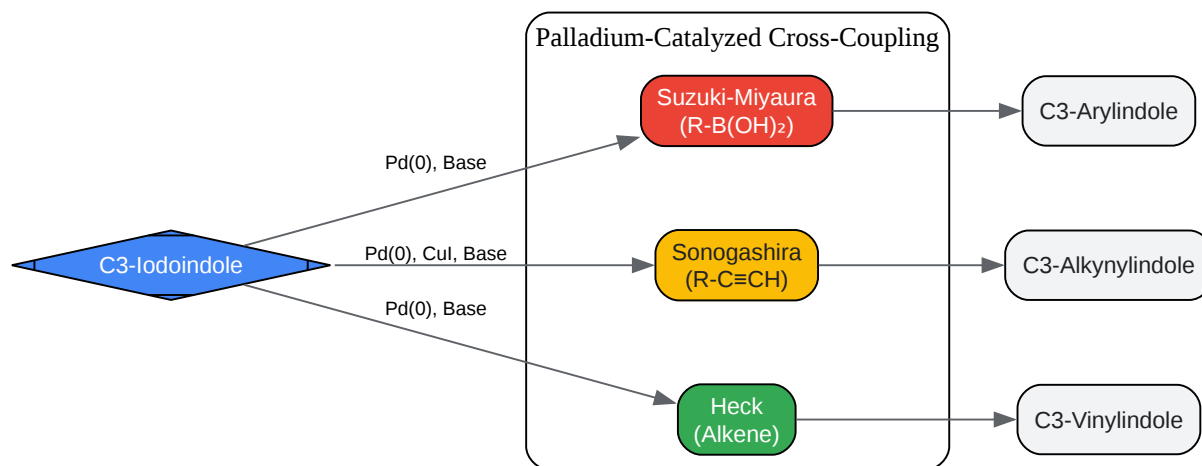 Palladium-Catalyzed Cross-Coupling
Suzuki-Miyaura
(R-B(OH)₂)
C3-Arylindole
Pd(0), Base
C3-Iodoindole
Pd(0), CuI, Base
Sonogashira
(R-C≡CH)
C3-Alkynylindole
Pd(0), Base
Heck
(Alkene)
C3-Vinylindole